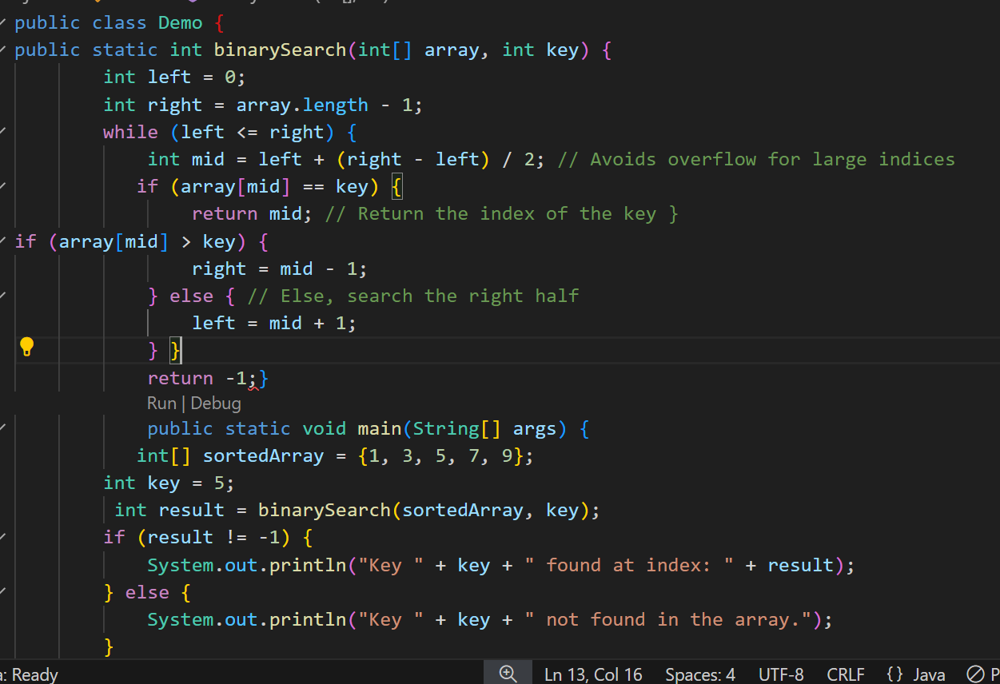 public class Demo {
public static int binarySearch(int[] array, int key) {
int left = 0;
int right = array.length - 1;
while (left <= right) {
int mid = left + (right - left) / 2; // Avoids overflow for large indices
if (array[mid] == key) {
return mid; // Return the index of the key }
if (array[mid] > key) {
right = mid - 1;
} else { // Else, search the right half
left = mid + 1;
} }
return -1;}
Run | Debug
public static void main(String[] args) {
int[] sortedArray = {1, 3, 5, 7, 9};
int key = 5;
int result = binarySearch(sortedArray, key);
if (result != -1) {
System.out.println("Key " + key + " found at index: " + result);
} else {
System.out.println("Key " + key + " not found in the array.");
}
: Ready Ln 13, Col 16 Spaces: 4 UTF-8 CRLF {} Java